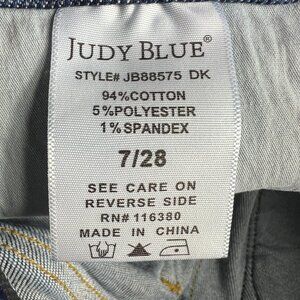 JUDY BLUE®
STYLE# JB88575 DK
94%COTTON
5%POLYESTER
1%SPANDEX
7/28
SEE CARE ON
REVERSE SIDE
RN# 116380
MADE IN CHINA